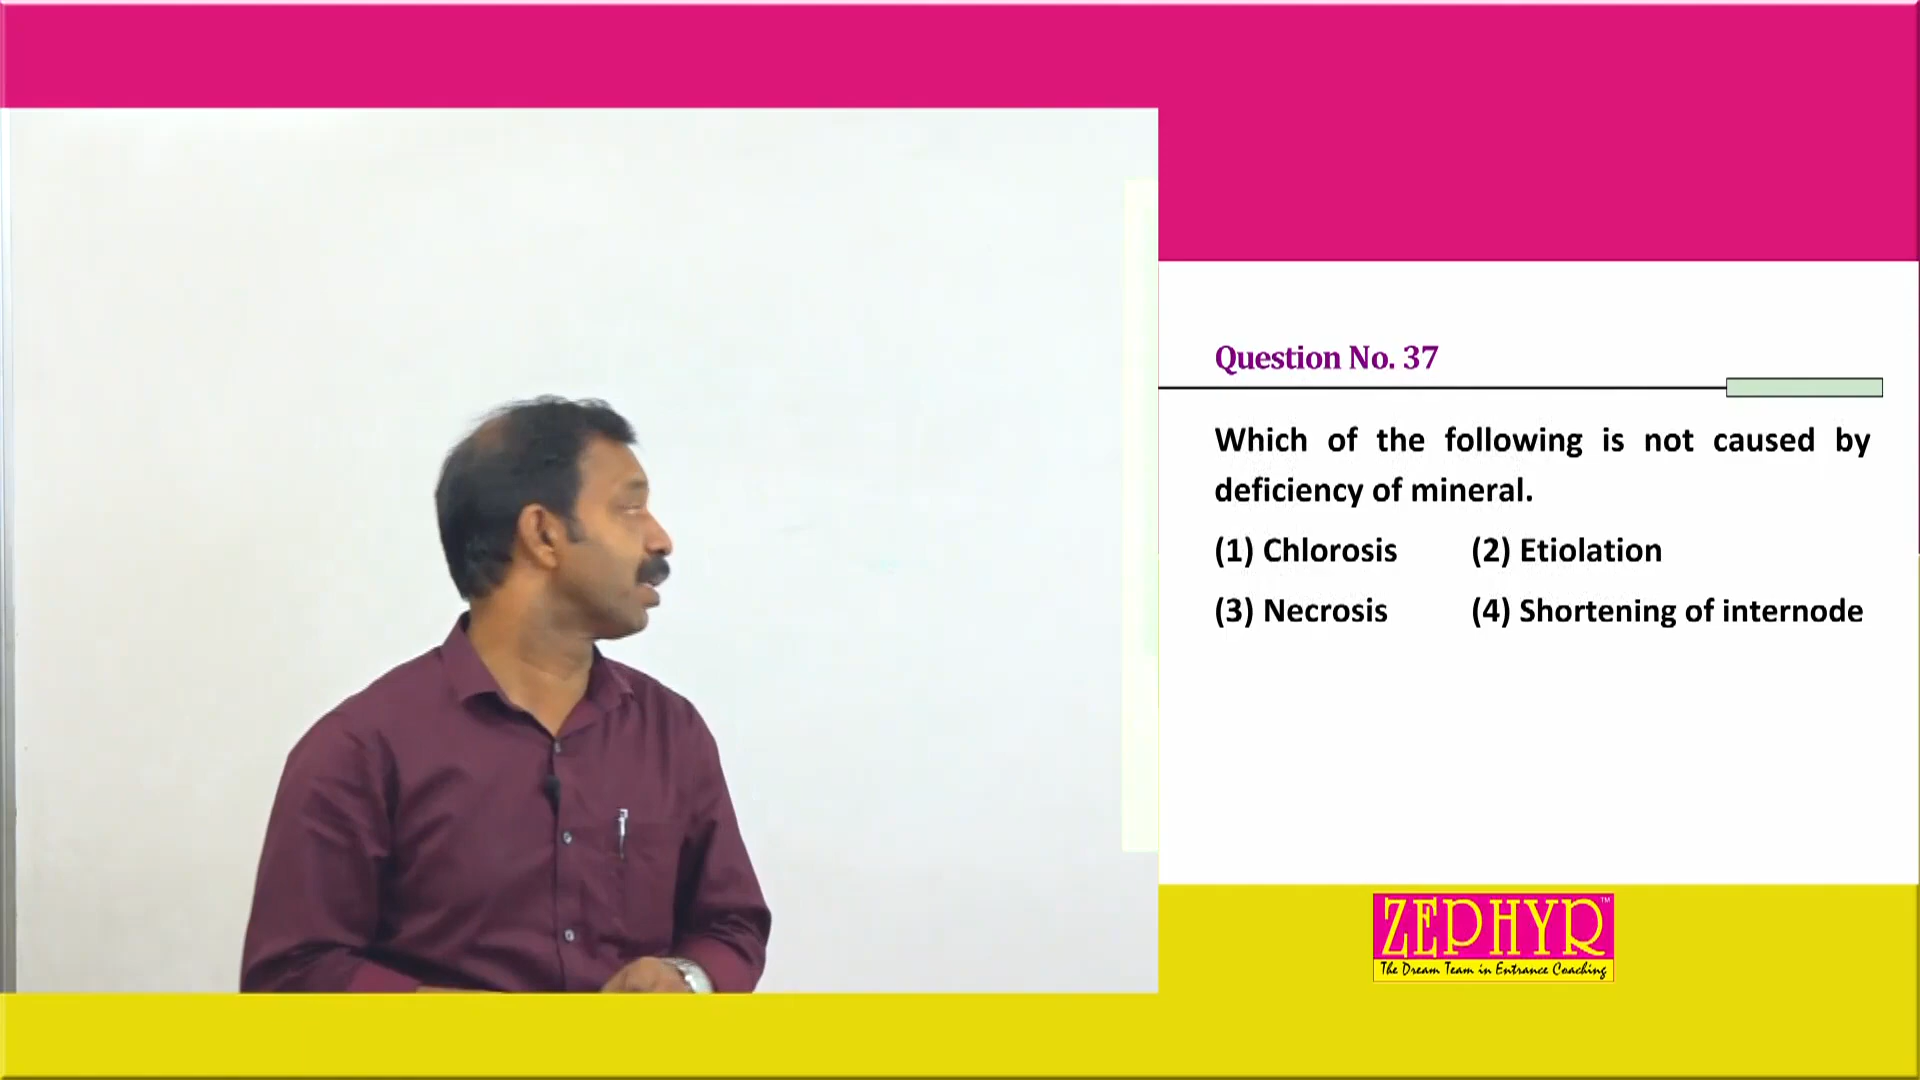 Question No. 37
Which of the following is not caused by
deficiency of mineral.
(1) Chlorosis (2) Etiolation
(3) Necrosis (4) Shortening of internode
ZEPHYR™
The Dream Team in Entrance Coaching